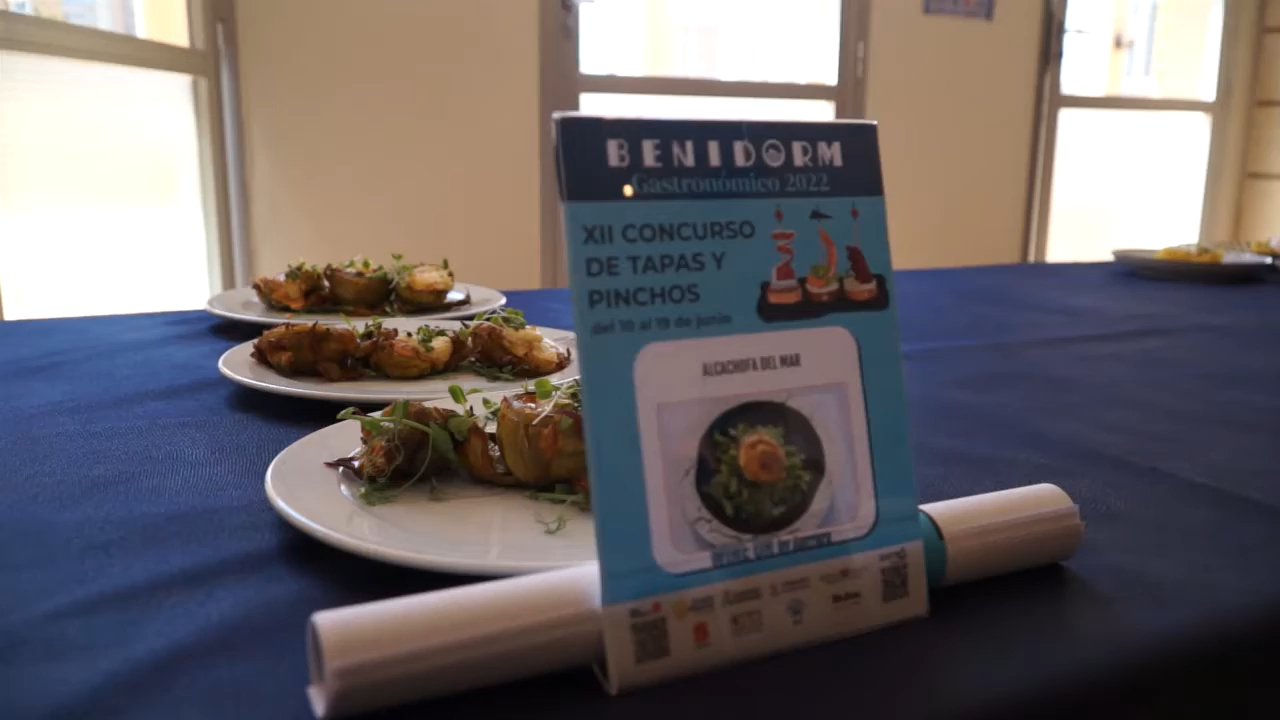 BENIDORM
Gastronómico 2022
XII CONCURSO
DE TAPAS Y
PINCHOS
del 10 al 19 de junio
ALCACHOFA DEL MAR